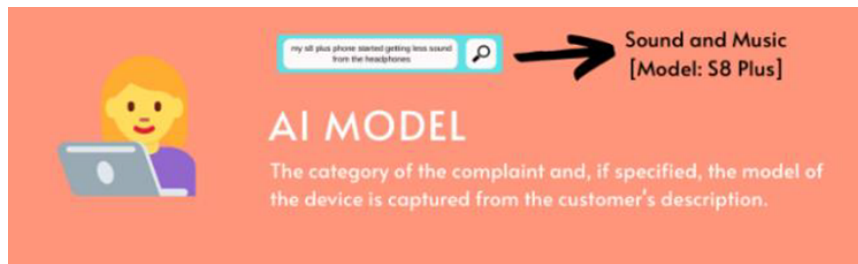 my s8 plus phone started getting less sound
from the headphones
Sound and Music
[Model: S8 Plus]
AI MODEL
The category of the complaint and, if specified, the model of
the device is captured from the customer's description.